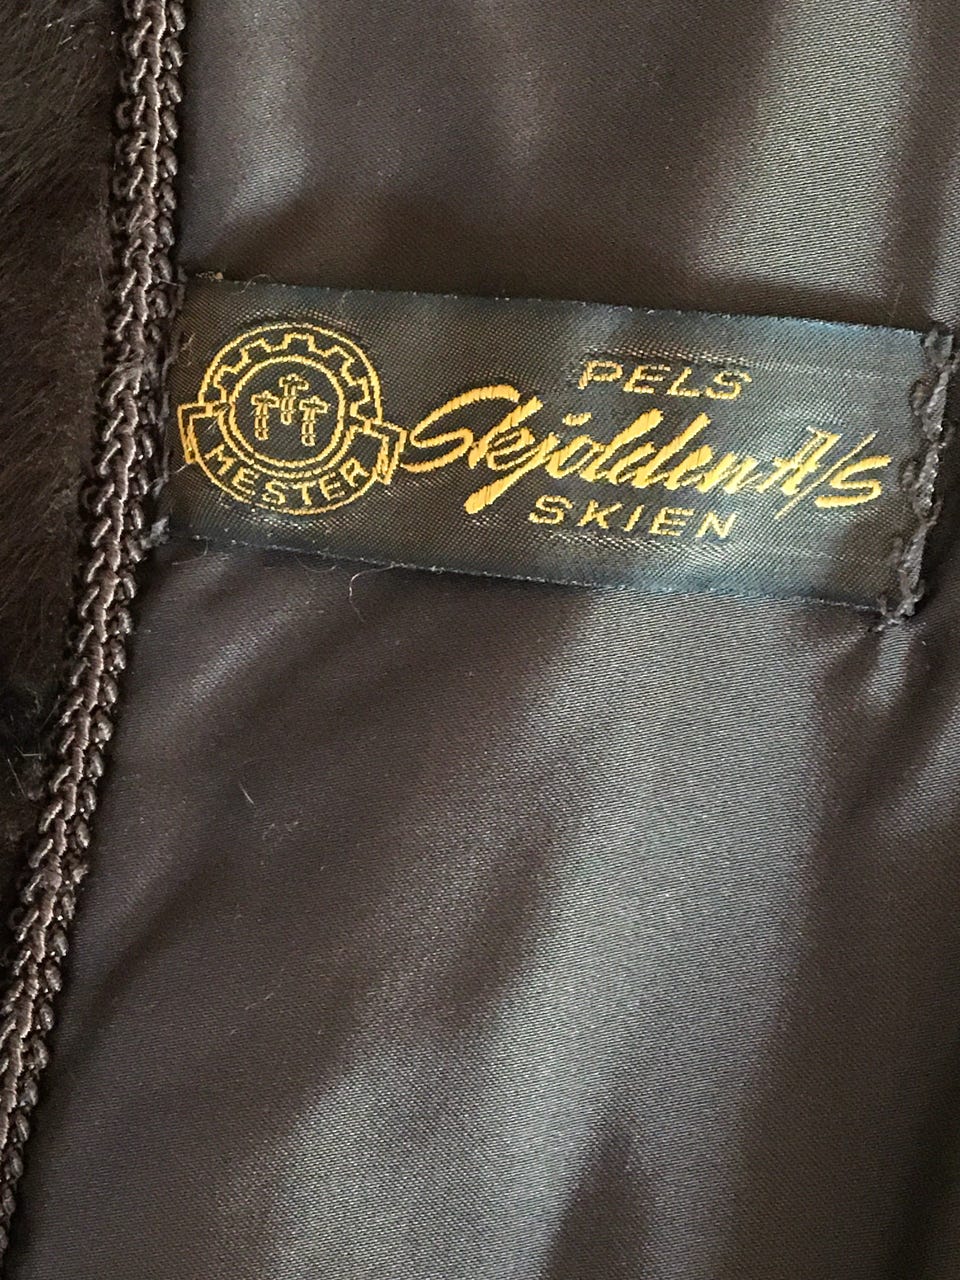 MESTER
PELS
Skjolden A/S
SKIEN